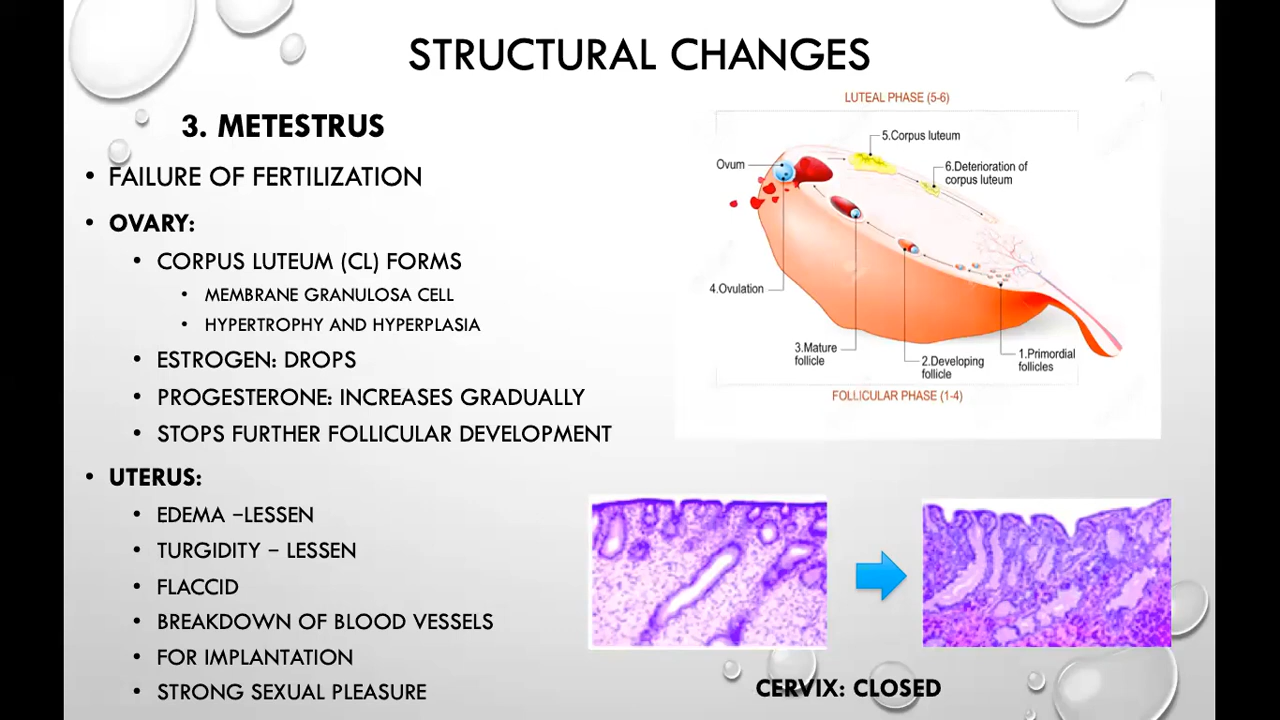 STRUCTURAL CHANGES
3. METESTRUS
• FAILURE OF FERTILIZATION
• OVARY:
• CORPUS LUTEUM (CL) FORMS
• MEMBRANE GRANULOSA CELL
• HYPERTROPHY AND HYPERPLASIA
• ESTROGEN: DROPS
• PROGESTERONE: INCREASES GRADUALLY
• STOPS FURTHER FOLLICULAR DEVELOPMENT
• UTERUS:
• EDEMA –LESSEN
• TURGIDITY – LESSEN
• FLACCID
• BREAKDOWN OF BLOOD VESSELS
• FOR IMPLANTATION
• STRONG SEXUAL PLEASURE
LUTEAL PHASE (5-6)
5.Corpus luteum
Ovum
6.Deterioration of
corpus luteum
4.Ovulation
3.Mature
follicle
2.Developing
follicle
1.Primordial
follicles
FOLLICULAR PHASE (1-4)
CERVIX: CLOSED